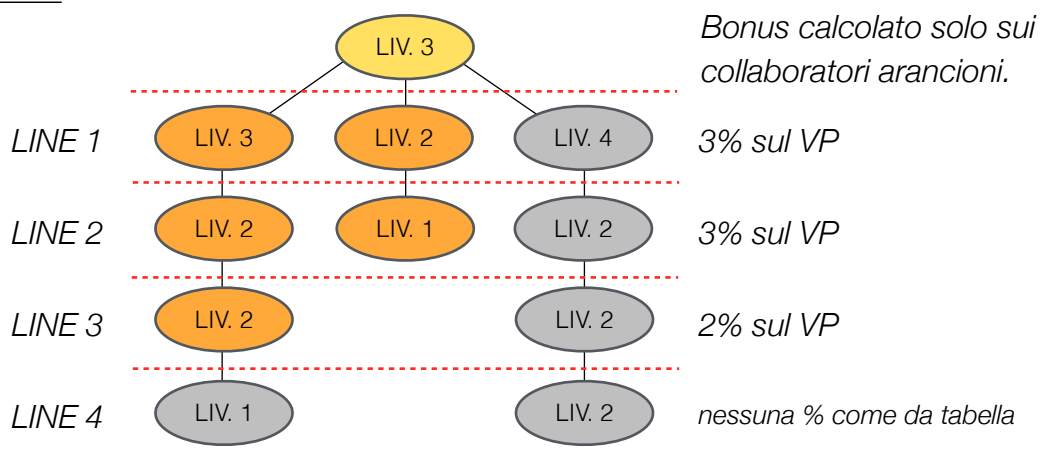 LIV. 3
Bonus calcolato solo sui
collaboratori arancioni.
LINE 1
LIV. 3
LIV. 2
LIV. 4
3% sul VP
LINE 2
LIV. 2
LIV. 1
LIV. 2
3% sul VP
LINE 3
LIV. 2
LIV. 2
2% sul VP
LINE 4
LIV. 1
LIV. 2
nessuna % come da tabella